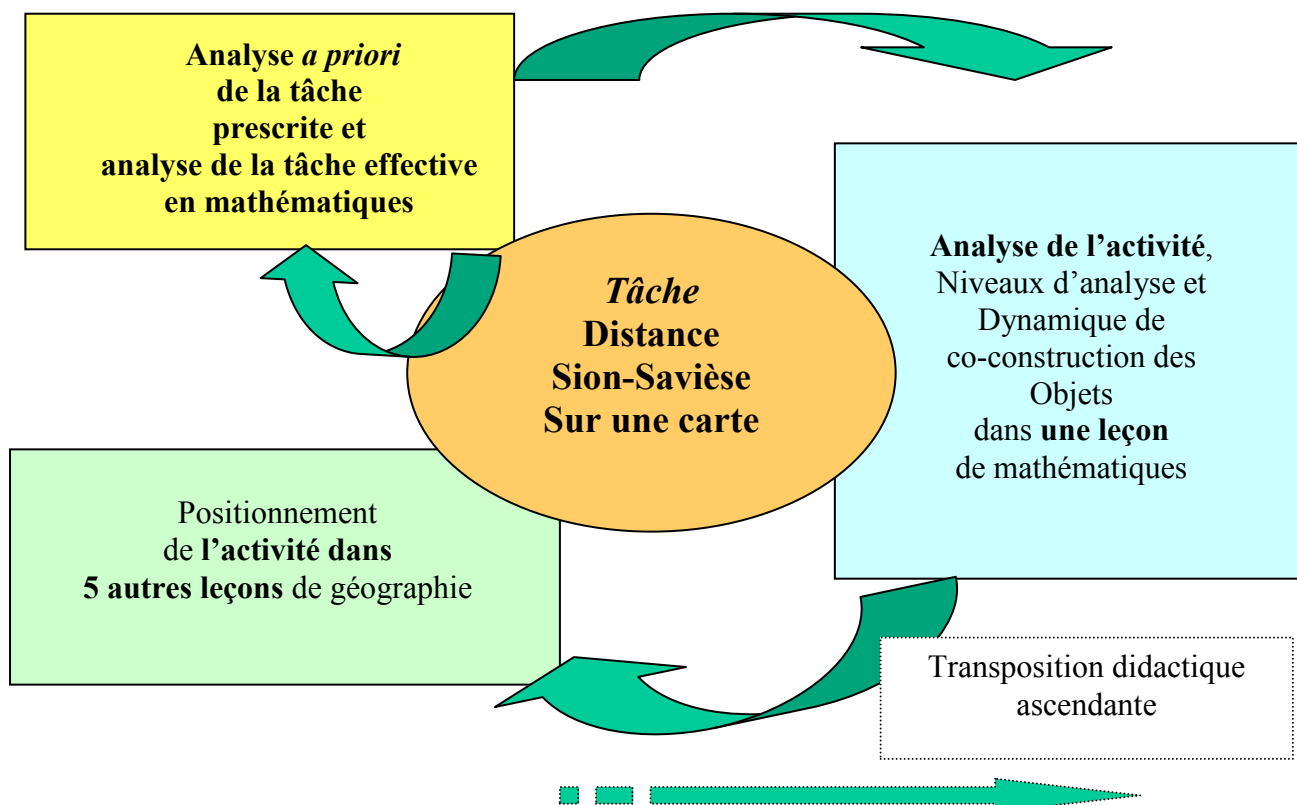 Analyse a priori
de la tâche
prescrite et
analyse de la tâche effective
en mathématiques
Tâche
Distance
Sion-Savièse
Sur une carte
Analyse de l’activité,
Niveaux d’analyse et
Dynamique de
co-construction des
Objets
dans une leçon
de mathématiques
Positionnement
de l’activité dans
5 autres leçons de géographie
Transposition didactique
ascendante